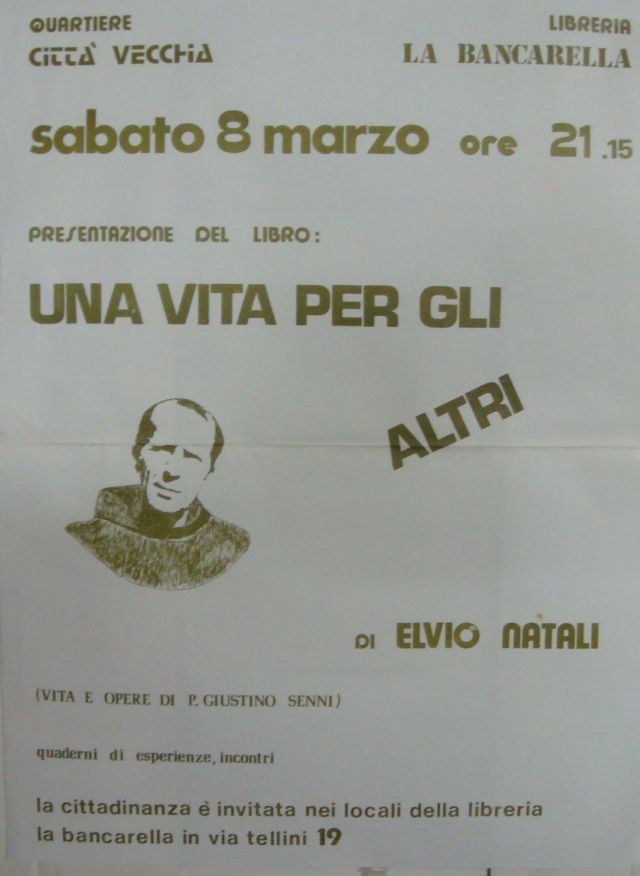 QUARTIERE
CITTÀ VECCHIA
LIBRERIA
LA BANCARELLA
sabato 8 marzo ore 21.15
PRESENTAZIONE DEL LIBRO:
UNA VITA PER GLI
ALTRI
DI ELVIO NATALI
(VITA E OPERE DI P. GIUSTINO SENNI)
quaderni di esperienze, incontri
la cittadinanza è invitata nei locali della libreria
la bancarella in via tellini 19